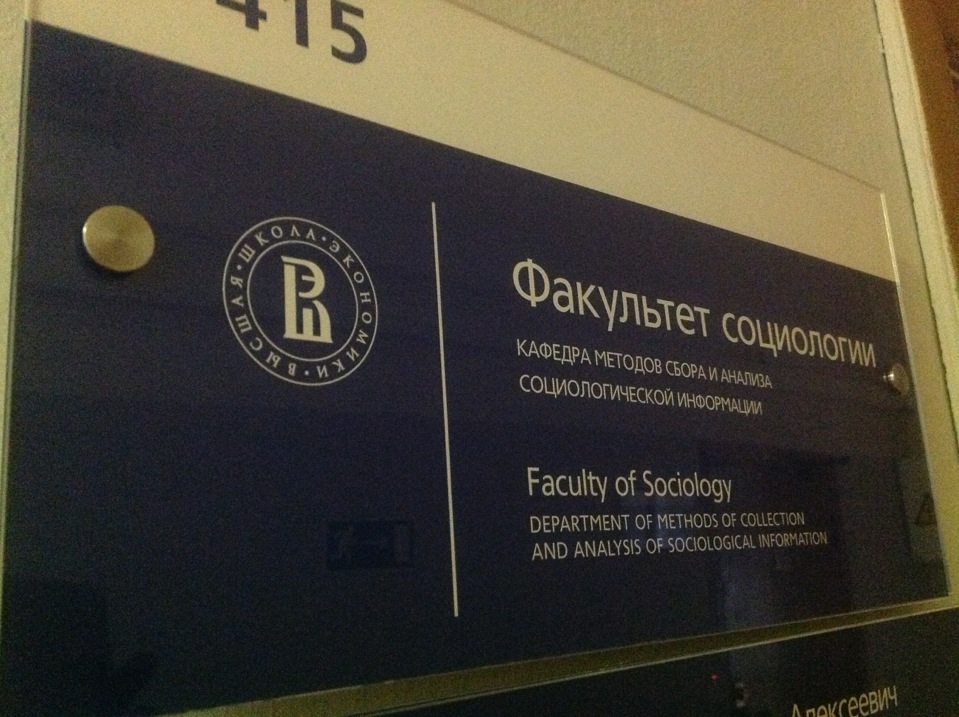 415
ВЫСШАЯ · ШКОЛА · ЭКОНОМИКИ ·
Факультет социологии
КАФЕДРА МЕТОДОВ СБОРА И АНАЛИЗА
СОЦИОЛОГИЧЕСКОЙ ИНФОРМАЦИИ
Faculty of Sociology
DEPARTMENT OF METHODS OF COLLECTION
AND ANALYSIS OF SOCIOLOGICAL INFORMATION
Алексеевич